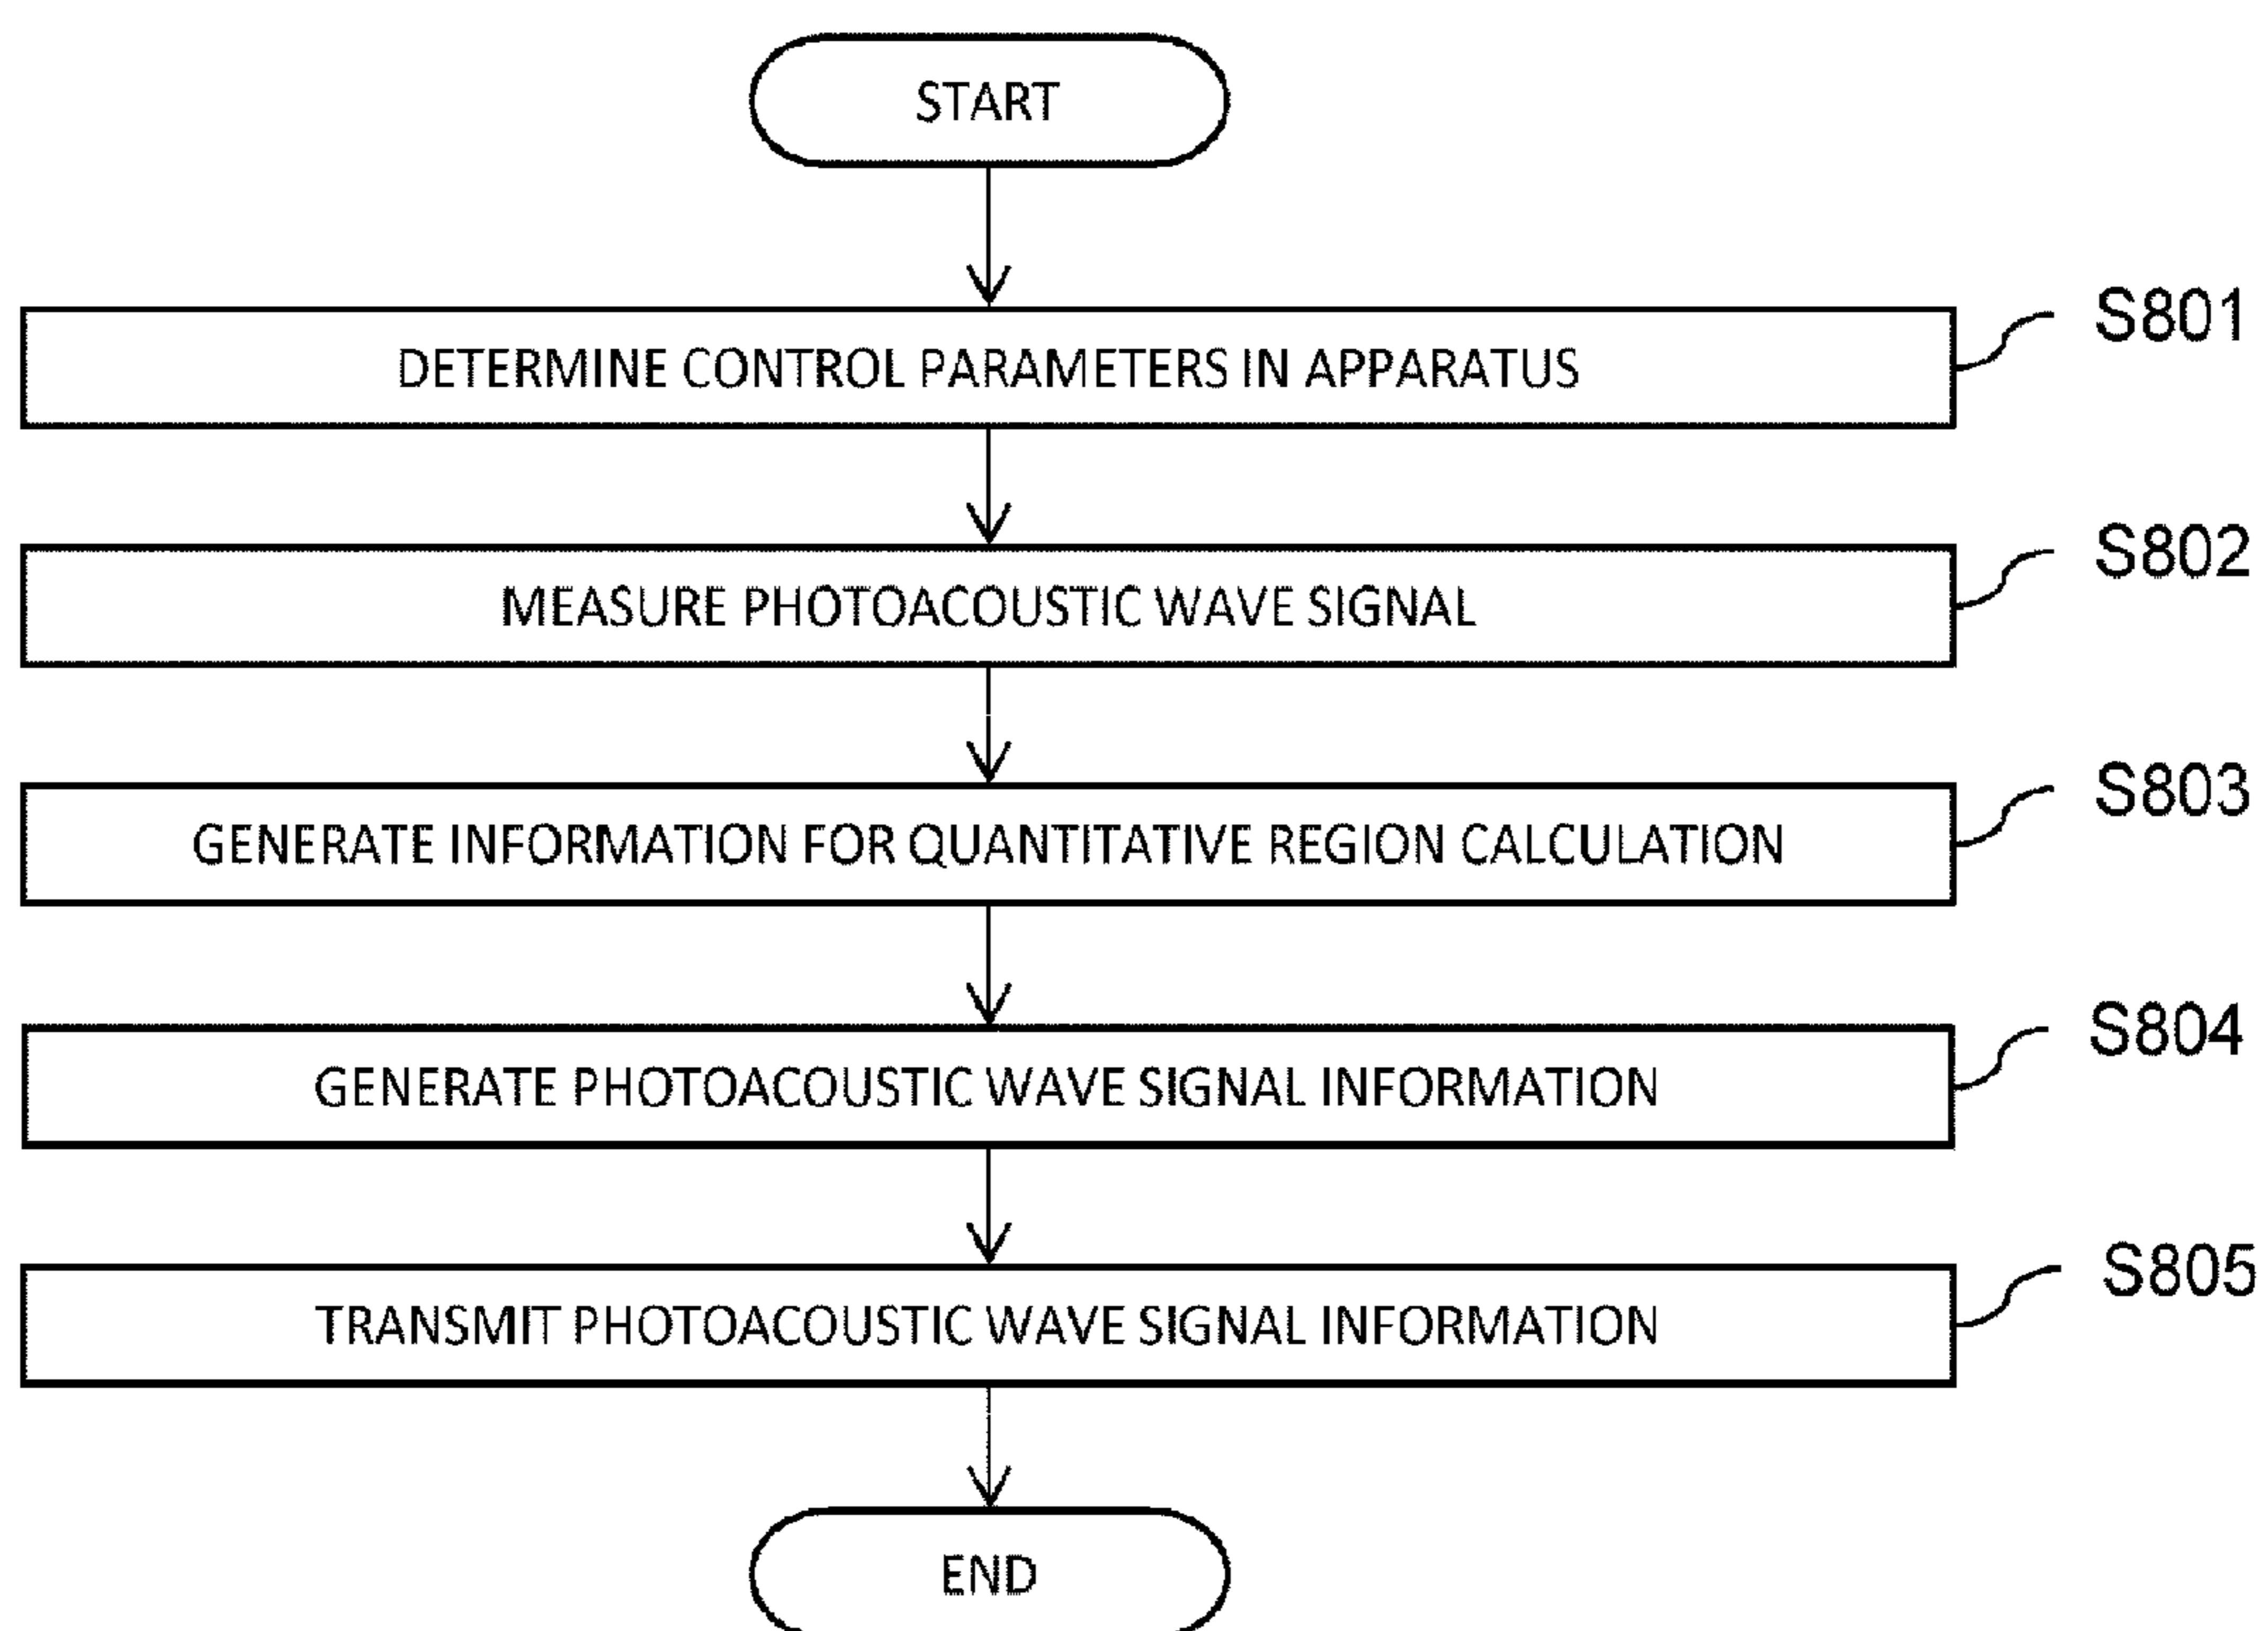 START
DETERMINE CONTROL PARAMETERS IN APPARATUS
S801
MEASURE PHOTOACOUSTIC WAVE SIGNAL
S802
GENERATE INFORMATION FOR QUANTITATIVE REGION CALCULATION
S803
GENERATE PHOTOACOUSTIC WAVE SIGNAL INFORMATION
S804
TRANSMIT PHOTOACOUSTIC WAVE SIGNAL INFORMATION
S805
END